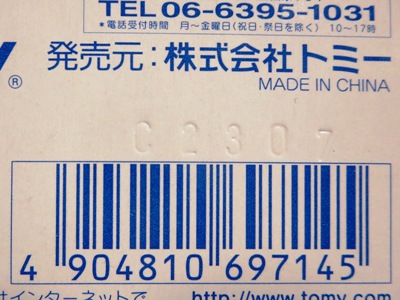 TEL06-6395-1031
*電話受付時間 月〜金曜日(祝日・祭日を除く) 10〜17時
®
発売元:株式会社トミー
MADE IN CHINA
C2307
4 904810 697145
インターネットで http://www.tomy.com